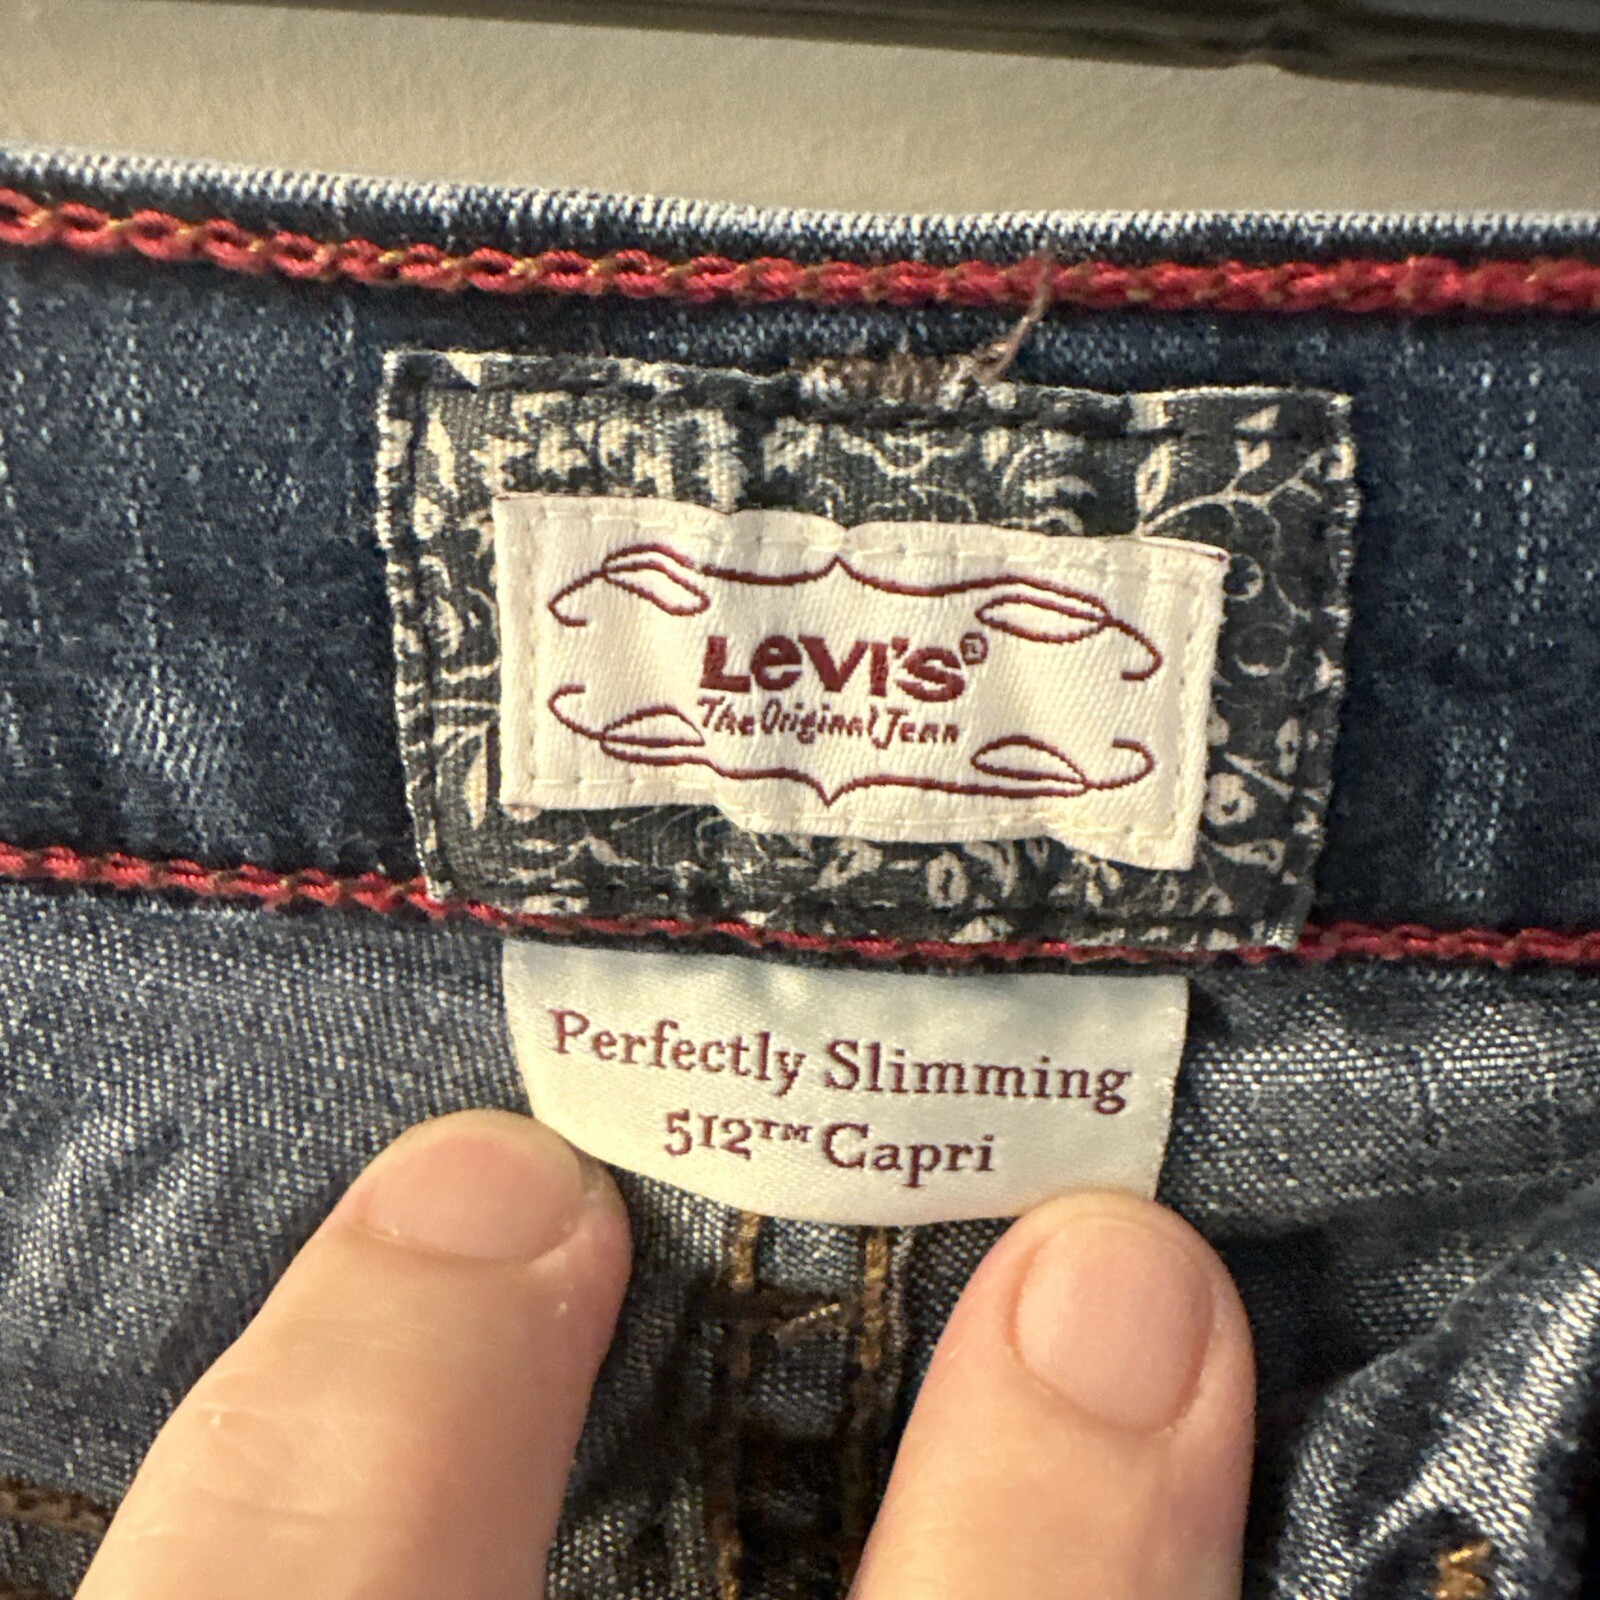 LeVI'S®
The Original Jean
Perfectly Slimming
512™ Capri